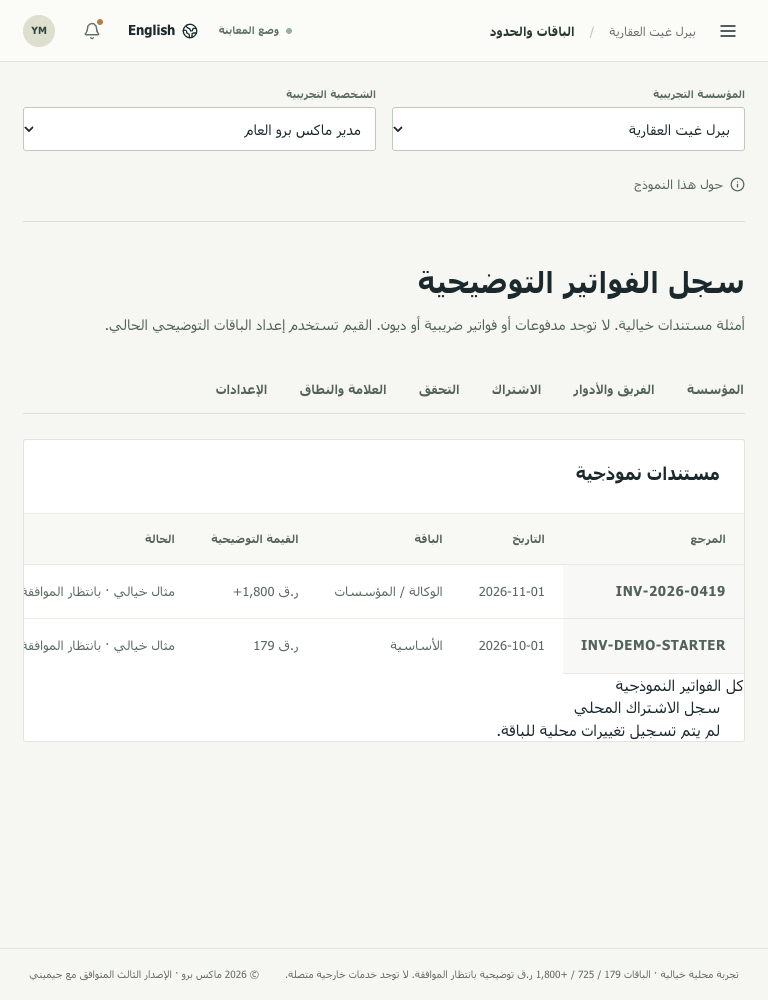 بيرل غيت العقارية / الباقات والحدود
وضع المعاينة English YM
المؤسسة التجريبية
بيرل غيت العقارية
الشخصية التجريبية
مدير ماكس برو العام
حول هذا النموذج
سجل الفواتير التوضيحية
أمثلة مستندات خيالية. لا توجد مدفوعات أو فواتير ضريبية أو ديون. القيم تستخدم إعداد الباقات التوضيحي الحالي.
المؤسسة الفريق والأدوار الاشتراك التحقق العلامة والنطاق الإعدادات
مستندات نموذجية
المرجع التاريخ الباقة القيمة التوضيحية الحالة
INV-2026-0419 2026-11-01 الوكالة / المؤسسات ر.ق 1,800+ مثال خيالي · بانتظار الموافقة
INV-DEMO-STARTER 2026-10-01 الأساسية ر.ق 179 مثال خيالي · بانتظار الموافقة
كل الفواتير النموذجية
سجل الاشتراك المحلي
لم يتم تسجيل تغييرات محلية للباقة.
تجربة محلية خيالية · الباقات 179 / 725 / 1,800+ ر.ق توضيحية بانتظار الموافقة. لا توجد خدمات خارجية متصلة.
© 2026 ماكس برو · الإصدار الثالث المتوافق مع جيميني